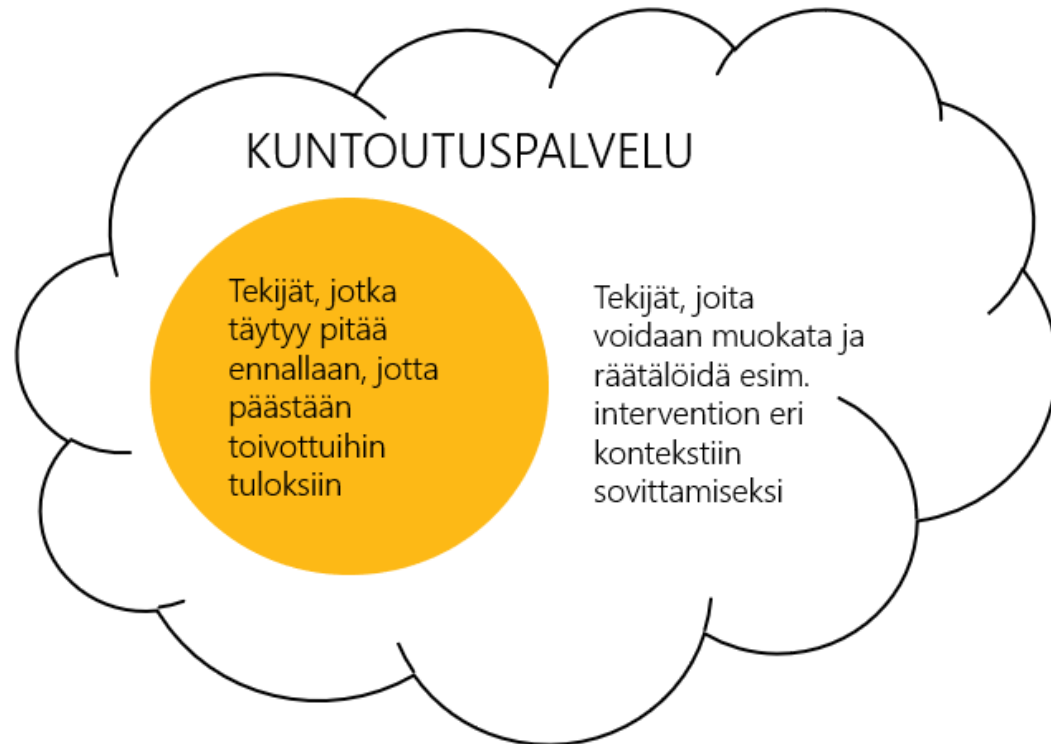 KUNTOUTUSPALVELU
Tekijät, jotka
täytyy pitää
ennallaan, jotta
päästään
toivottuihin
tuloksiin
Tekijät, joita
voidaan muokata ja
räätälöidä esim.
intervention eri
kontekstiin
sovittamiseksi